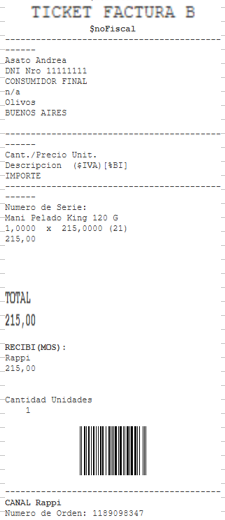 TICKET FACTURA B
$noFiscal
----------------------------------------
------
Asato Andrea
DNI Nro 11111111
CONSUMIDOR FINAL
n/a
Olivos
BUENOS AIRES
----------------------------------------
------
Cant./Precio Unit.
Descripcion ($IVA)[%BI]
IMPORTE
----------------------------------------
------
Numero de Serie:
Mani Pelado King 120 G
1,0000 x 215,0000 (21)
215,00
TOTAL
215,00
RECIBI(MOS):
Rappi
215,00
Cantidad Unidades
1
----------------------------------------
CANAL Rappi
Numero de Orden: 1189098347